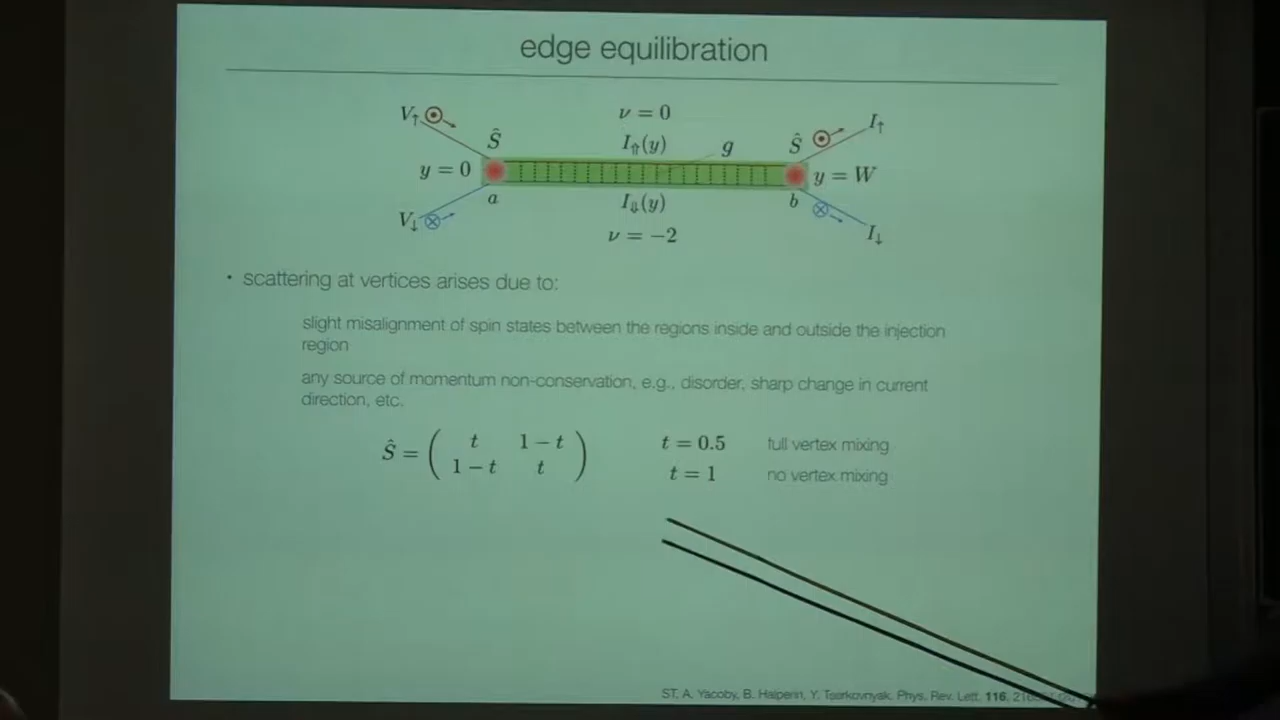 edge equilibration
V↑ ν = 0 I↑
Ŝ I⇑(y) g Ŝ
y = 0 y = W
a I⇓(y) b
V↓ ν = −2 I↓
• scattering at vertices arises due to:
slight misalignment of spin states between the regions inside and outside the injection
region
any source of momentum non-conservation, e.g., disorder, sharp change in current
direction, etc.
Ŝ = ( t 1 − t t = 0.5 full vertex mixing
1 − t t ) t = 1 no vertex mixing
ST, A. Yacoby, B. Halperin, Y. Tserkovnyak. Phys. Rev. Lett. 116,